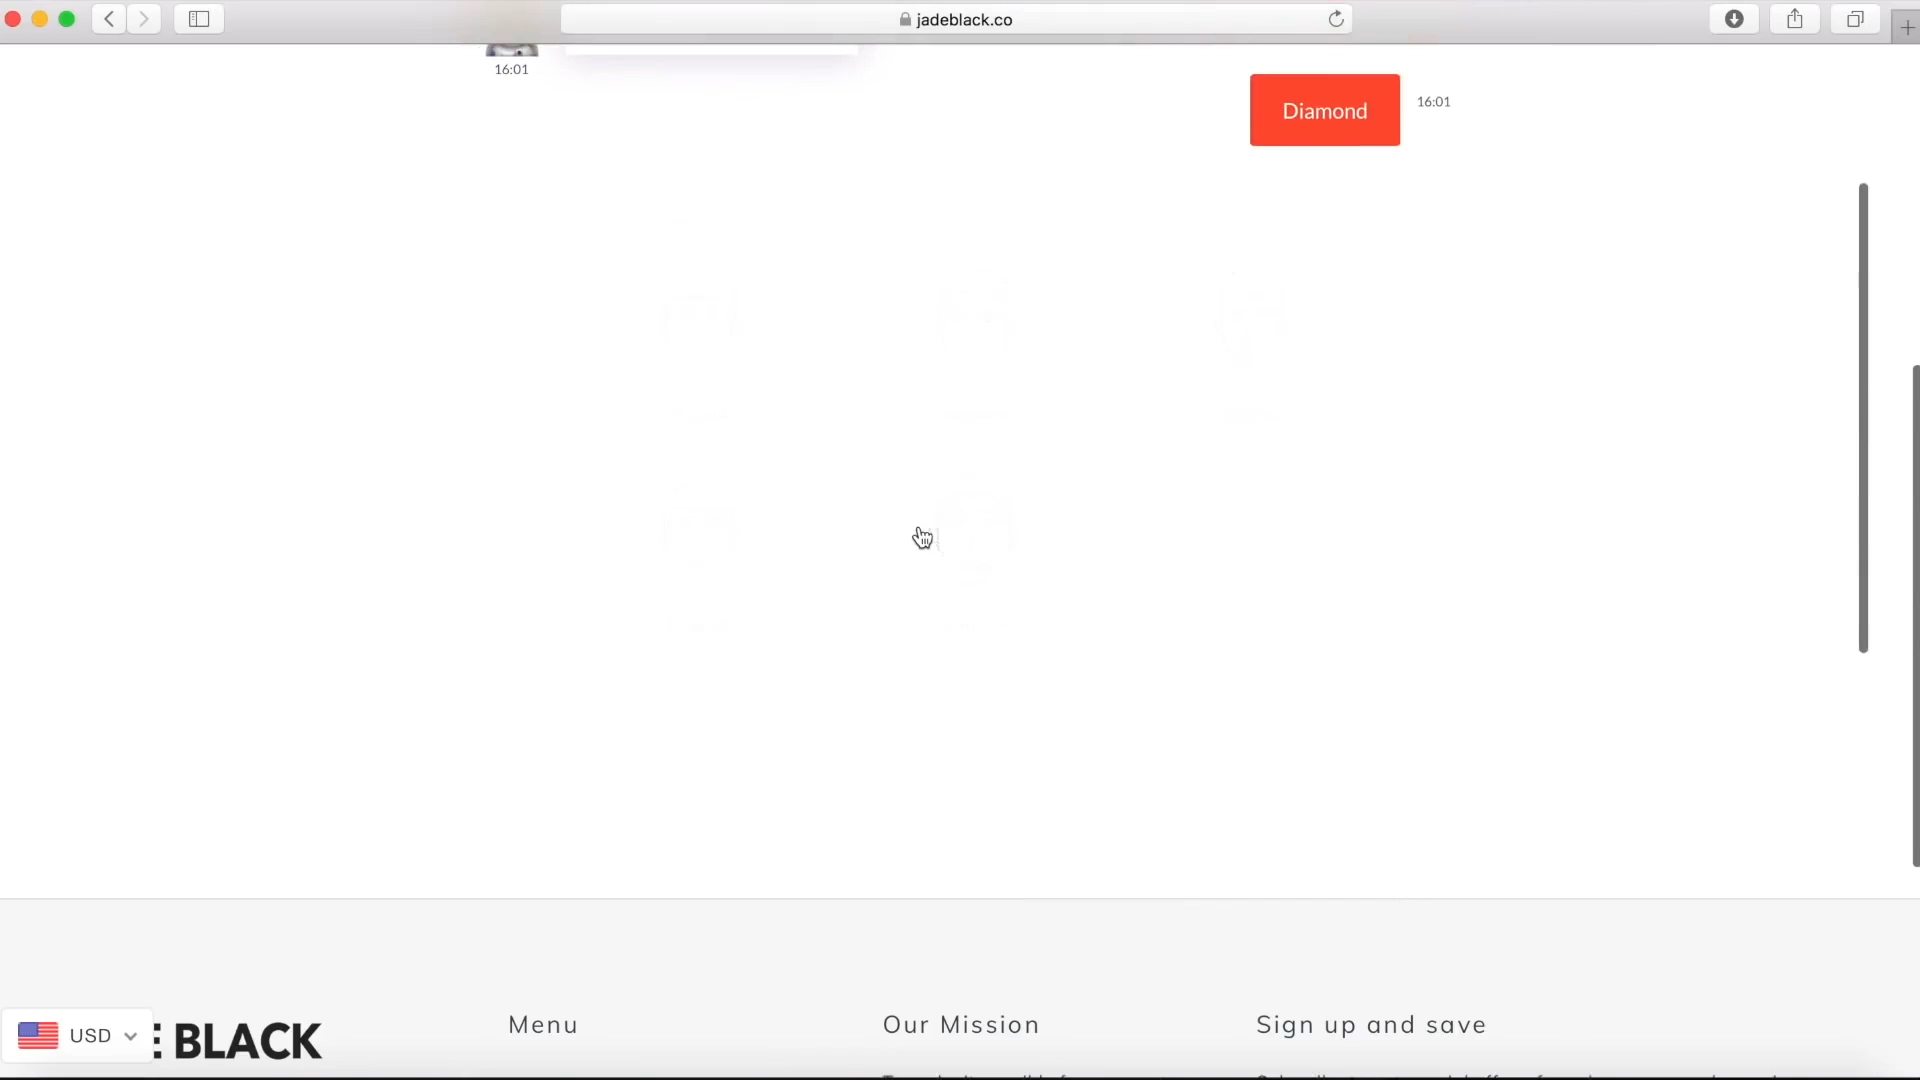 jadeblack.co
16:01
Diamond
16:01
USD
E BLACK
Menu
Our Mission
Sign up and save